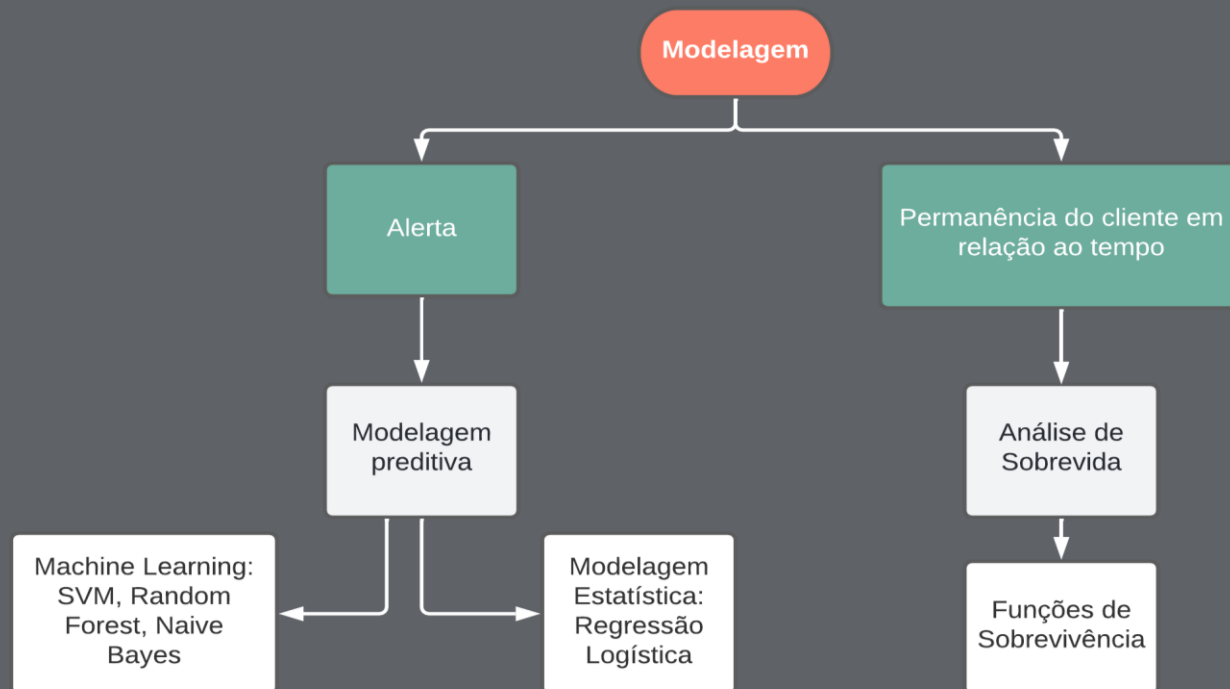 Modelagem
Alerta
Permanência do cliente em
relação ao tempo
Modelagem
preditiva
Análise de
Sobrevida
Machine Learning:
SVM, Random
Forest, Naive
Bayes
Modelagem
Estatística:
Regressão
Logística
Funções de
Sobrevivência